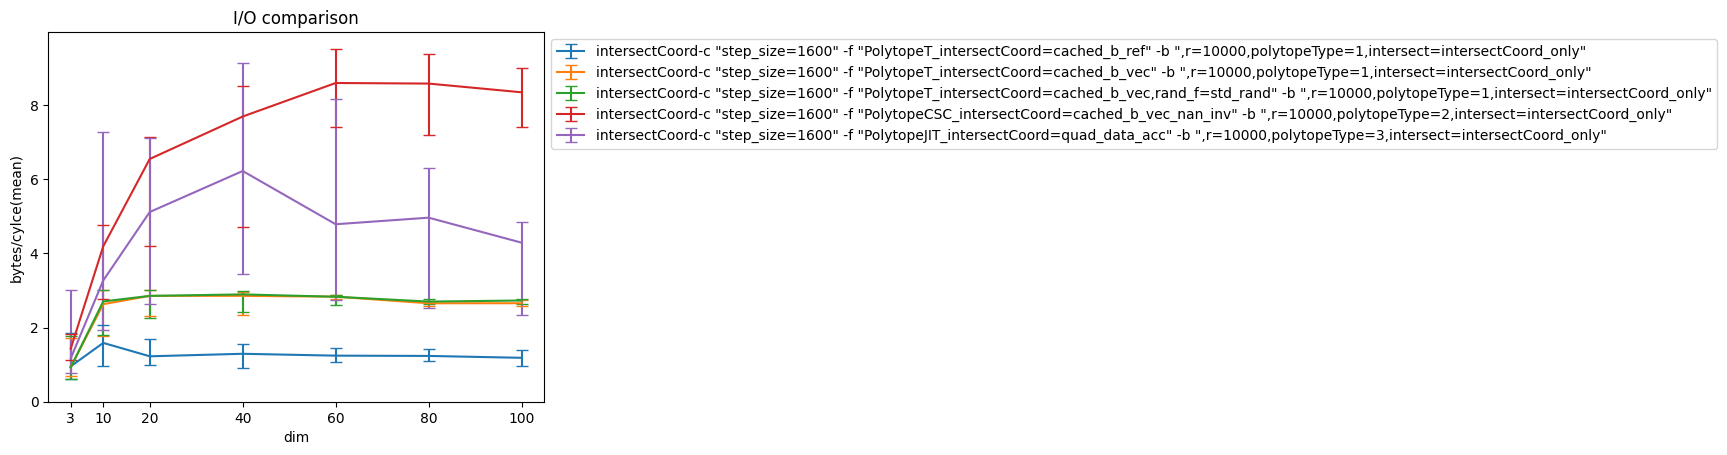 I/O comparison
bytes/cylce(mean)
8
6
4
2
0
3 10 20 40 60 80 100
dim
intersectCoord-c "step_size=1600" -f "PolytopeT_intersectCoord=cached_b_ref" -b ",r=10000,polytopeType=1,intersect=intersectCoord_only"
intersectCoord-c "step_size=1600" -f "PolytopeT_intersectCoord=cached_b_vec" -b ",r=10000,polytopeType=1,intersect=intersectCoord_only"
intersectCoord-c "step_size=1600" -f "PolytopeT_intersectCoord=cached_b_vec,rand_f=std_rand" -b ",r=10000,polytopeType=1,intersect=intersectCoord_only"
intersectCoord-c "step_size=1600" -f "PolytopeCSC_intersectCoord=cached_b_vec_nan_inv" -b ",r=10000,polytopeType=2,intersect=intersectCoord_only"
intersectCoord-c "step_size=1600" -f "PolytopeJIT_intersectCoord=quad_data_acc" -b ",r=10000,polytopeType=3,intersect=intersectCoord_only"